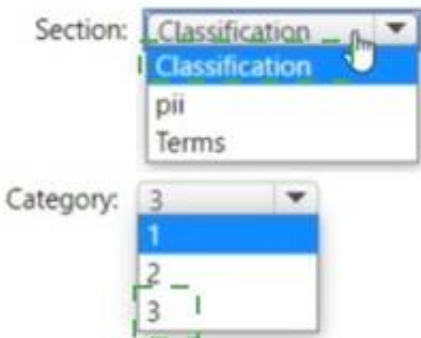 Section: Classification
Classification
pii
Terms
Category: 3
1
2
3